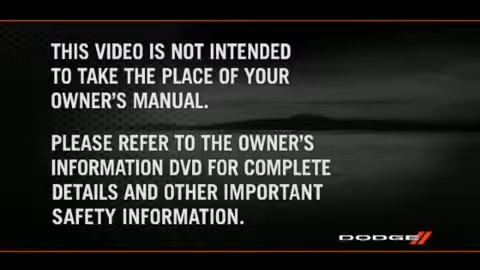 THIS VIDEO IS NOT INTENDED
TO TAKE THE PLACE OF YOUR
OWNER'S MANUAL.
PLEASE REFER TO THE OWNER'S
INFORMATION DVD FOR COMPLETE
DETAILS AND OTHER IMPORTANT
SAFETY INFORMATION.
DODGE